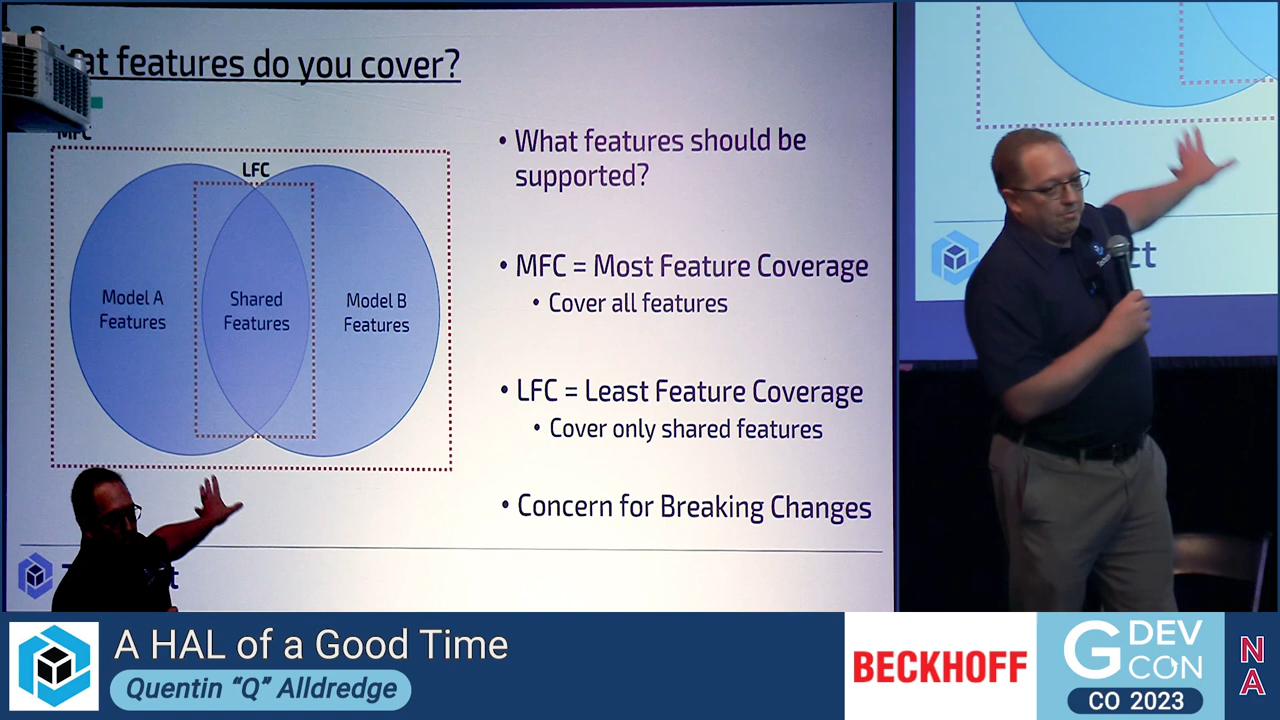 at features do you cover?
MFC
LFC
Model A
Features
Shared
Features
Model B
Features
• What features should be
supported?
• MFC = Most Feature Coverage
• Cover all features
• LFC = Least Feature Coverage
• Cover only shared features
• Concern for Breaking Changes
A HAL of a Good Time
Quentin “Q” Alldredge
BECKHOFF
G DEV CON
CO 2023
NA